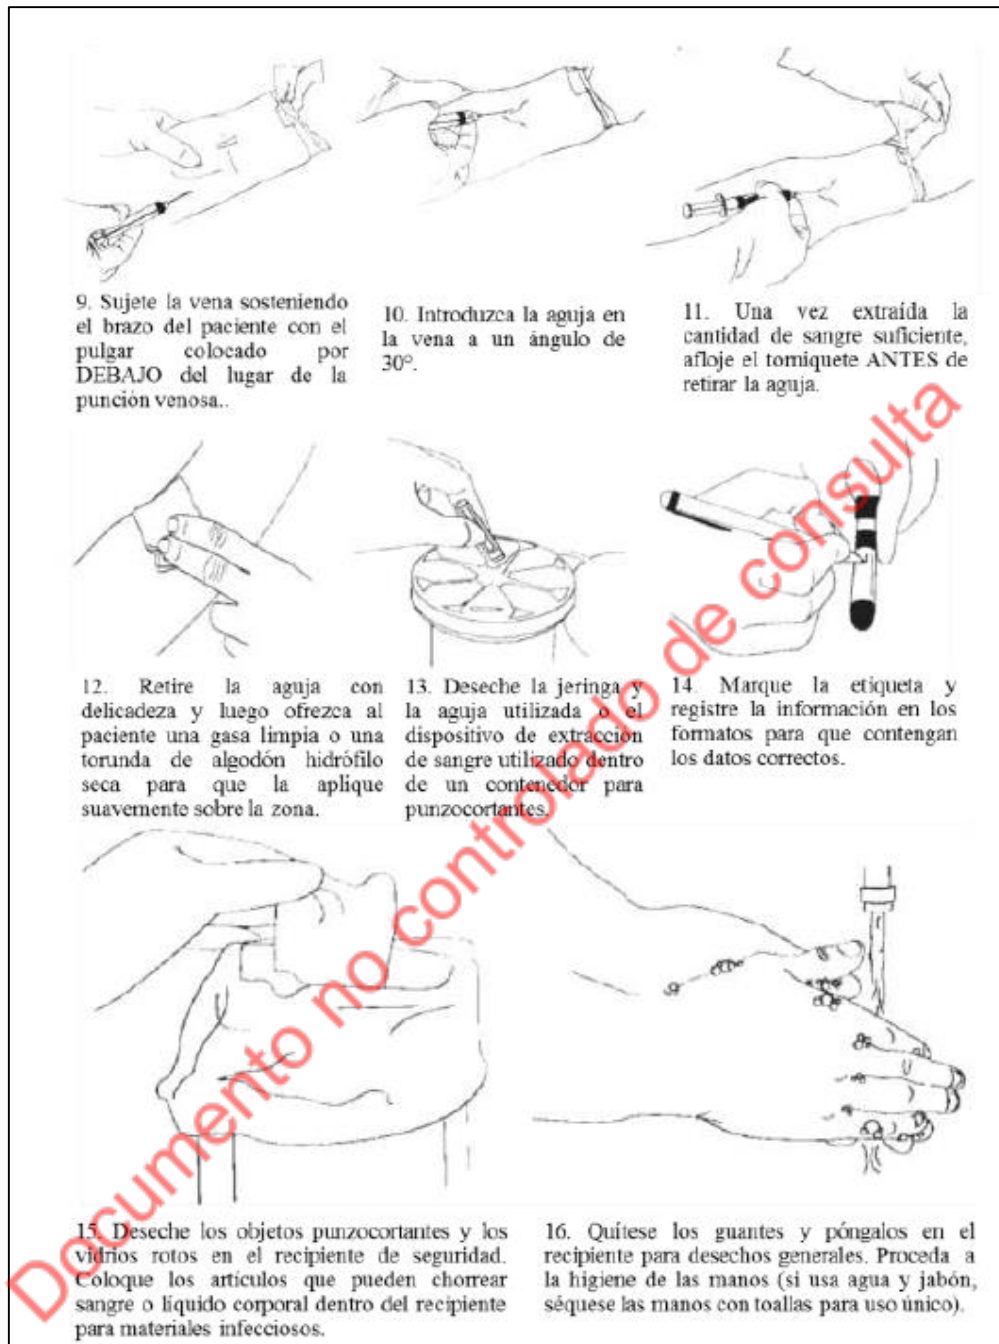 9. Sujete la vena sosteniendo
el brazo del paciente con el
pulgar colocado por
DEBAJO del lugar de la
punción venosa..
10. Introduzca la aguja en
la vena a un ángulo de
30°.
11. Una vez extraída la
cantidad de sangre suficiente,
afloje el torniquete ANTES de
retirar la aguja.
12. Retire la aguja con
delicadeza y luego ofrezca al
paciente una gasa limpia o una
torunda de algodón hidrófilo
seca para que la aplique
suavemente sobre la zona.
13. Deseche la jeringa y
la aguja utilizada o el
dispositivo de extracción
de sangre utilizado dentro
de un contenedor para
punzocortantes.
14. Marque la etiqueta y
registre la información en los
formatos para que contengan
los datos correctos.
15. Deseche los objetos punzocortantes y los
vidrios rotos en el recipiente de seguridad.
Coloque los artículos que pueden chorrear
sangre o líquido corporal dentro del recipiente
para materiales infecciosos.
16. Quítese los guantes y póngalos en el
recipiente para desechos generales. Proceda a
la higiene de las manos (si usa agua y jabón,
séquese las manos con toallas para uso único).
Documento no controlado de consulta